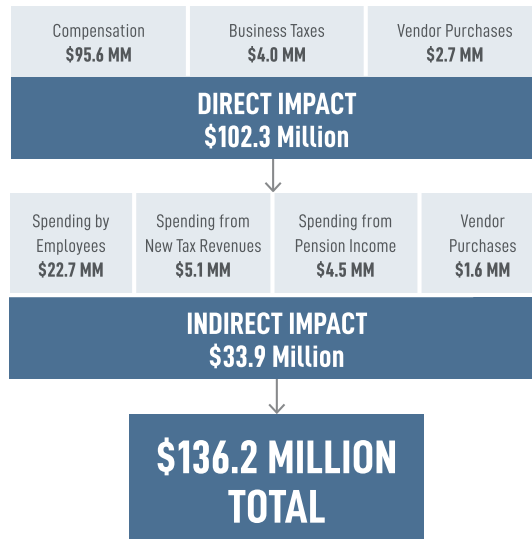 Compensation
$95.6 MM
Business Taxes
$4.0 MM
Vendor Purchases
$2.7 MM
DIRECT IMPACT
$102.3 Million
Spending by
Employees
$22.7 MM
Spending from
New Tax Revenues
$5.1 MM
Spending from
Pension Income
$4.5 MM
Vendor
Purchases
$1.6 MM
INDIRECT IMPACT
$33.9 Million
$136.2 MILLION
TOTAL